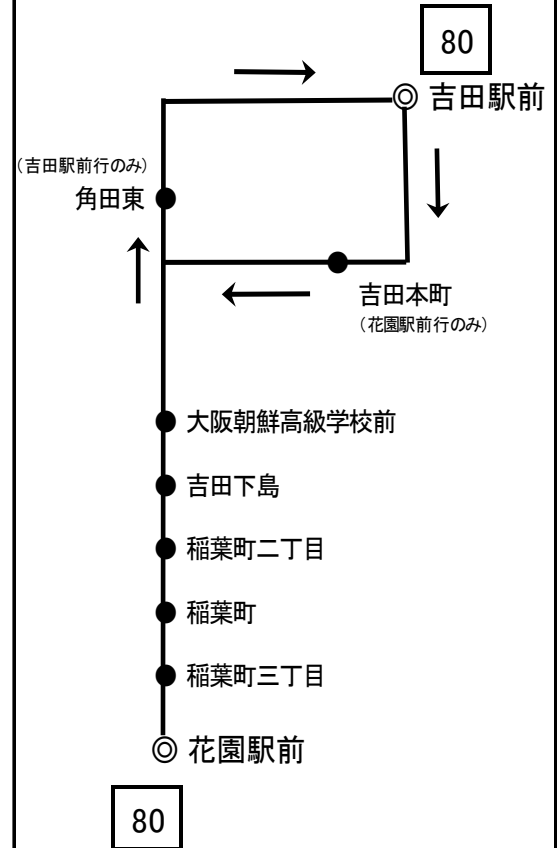 80
吉田駅前
（吉田駅前行のみ）
角田東
吉田本町
（花園駅前行のみ）
大阪朝鮮高級学校前
吉田下島
稲葉町二丁目
稲葉町
稲葉町三丁目
花園駅前
80